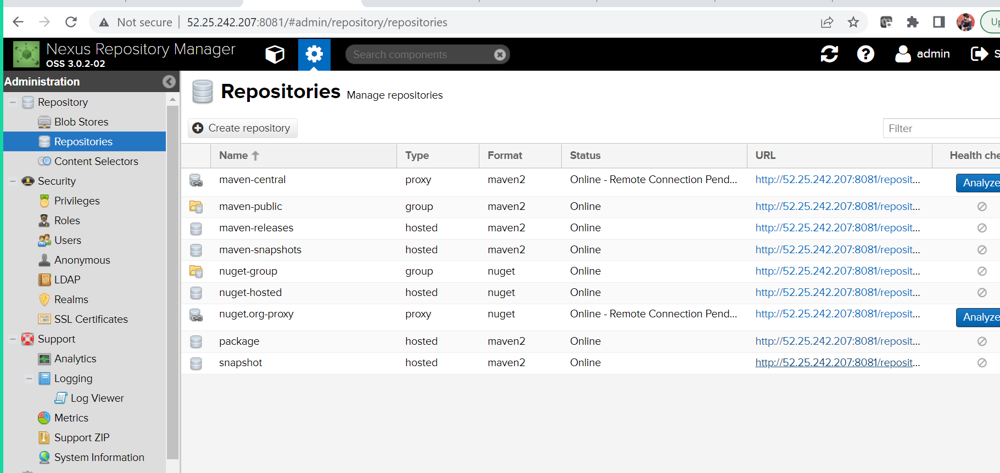 Not secure 52.25.242.207:8081/#admin/repository/repositories
Nexus Repository Manager
OSS 3.0.2-02
Search components
admin
Administration
Repository
Blob Stores
Repositories
Content Selectors
Security
Privileges
Roles
Users
Anonymous
LDAP
Realms
SSL Certificates
Support
Analytics
Logging
Log Viewer
Metrics
Support ZIP
System Information
Repositories Manage repositories
Create repository
Filter
Name Type Format Status URL Health che
maven-central proxy maven2 Online - Remote Connection Pend... http://52.25.242.207:8081/reposit... Analyze
maven-public group maven2 Online http://52.25.242.207:8081/reposit...
maven-releases hosted maven2 Online http://52.25.242.207:8081/reposit...
maven-snapshots hosted maven2 Online http://52.25.242.207:8081/reposit...
nuget-group group nuget Online http://52.25.242.207:8081/reposit...
nuget-hosted hosted nuget Online http://52.25.242.207:8081/reposit...
nuget.org-proxy proxy nuget Online - Remote Connection Pend... http://52.25.242.207:8081/reposit... Analyze
package hosted maven2 Online http://52.25.242.207:8081/reposit...
snapshot hosted maven2 Online http://52.25.242.207:8081/reposit...